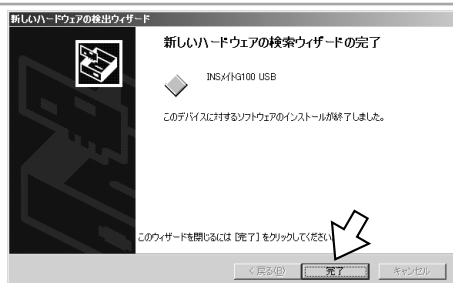 新しいハードウェアの検出ウィザード
新しいハードウェアの検索ウィザードの完了
INSﾒｲﾄG100 USB
このデバイスに対するソフトウェアのインストールが終了しました。
このウィザードを閉じるには [完了] をクリックしてください
< 戻る(B)
完了
キャンセル